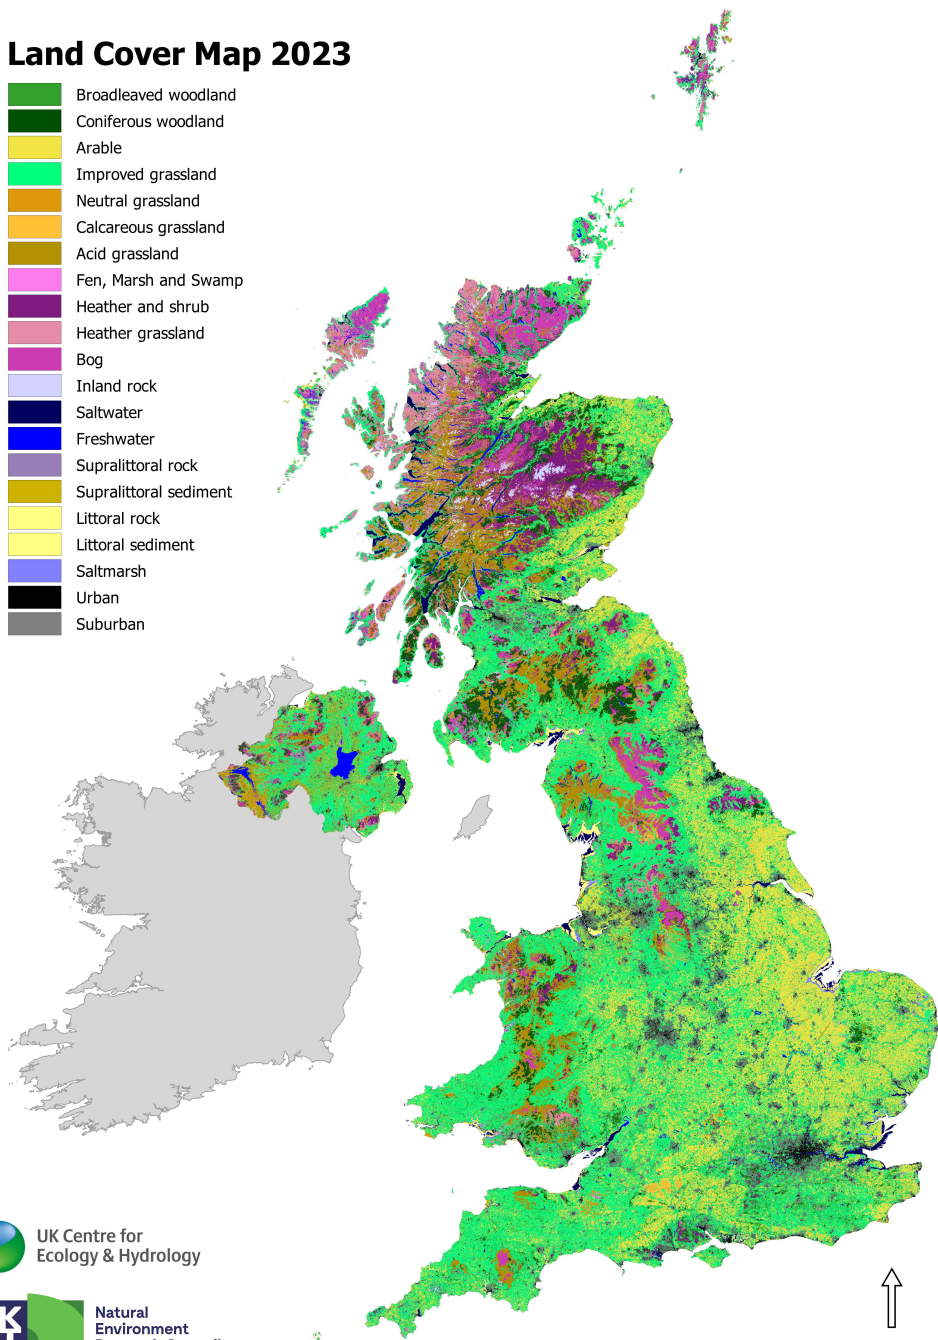 Land Cover Map 2023
Broadleaved woodland
Coniferous woodland
Arable
Improved grassland
Neutral grassland
Calcareous grassland
Acid grassland
Fen, Marsh and Swamp
Heather and shrub
Heather grassland
Bog
Inland rock
Saltwater
Freshwater
Supralittoral rock
Supralittoral sediment
Littoral rock
Littoral sediment
Saltmarsh
Urban
Suburban
UK Centre for
Ecology & Hydrology
Natural
Environment